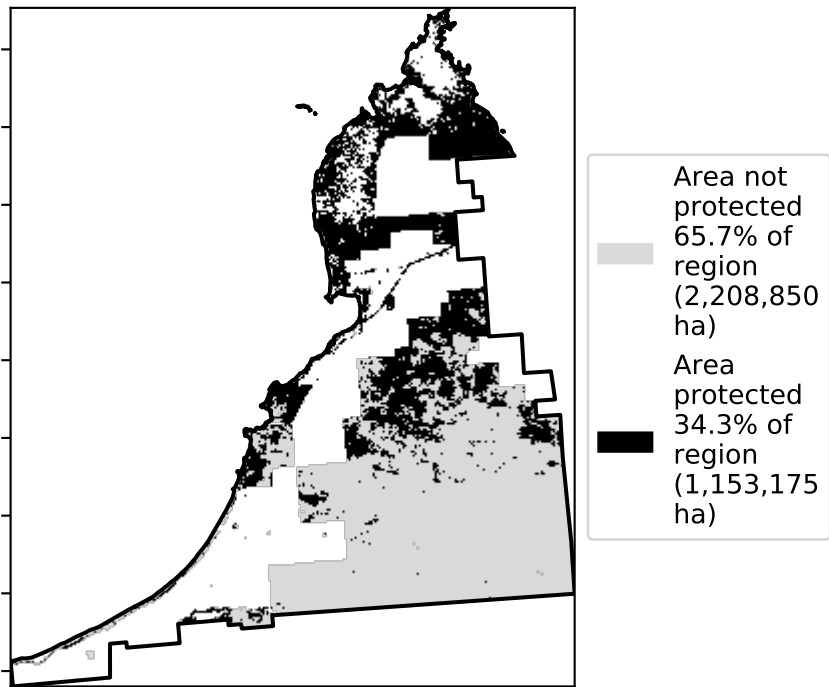 Area not
protected
65.7% of
region
(2,208,850
ha)
Area
protected
34.3% of
region
(1,153,175
ha)